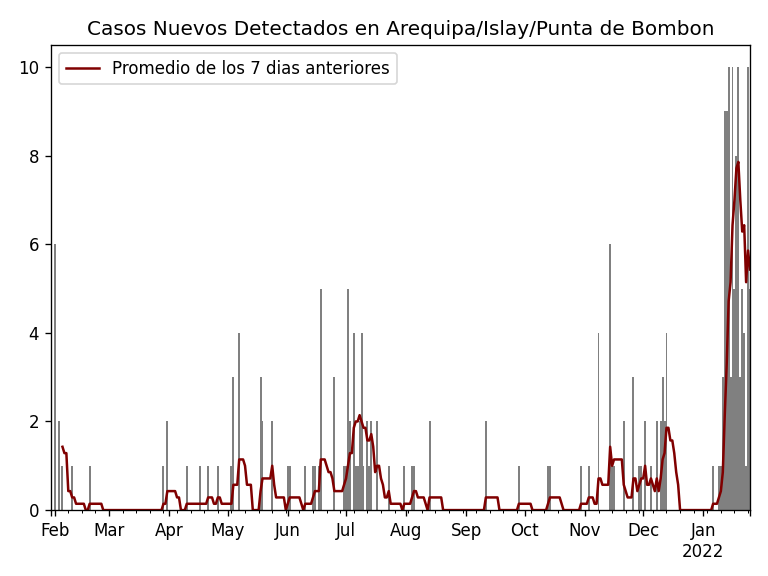 Casos Nuevos Detectados en Arequipa/Islay/Punta de Bombon
Promedio de los 7 dias anteriores
10
8
6
4
2
0
Feb Mar Apr May Jun Jul Aug Sep Oct Nov Dec Jan
2022